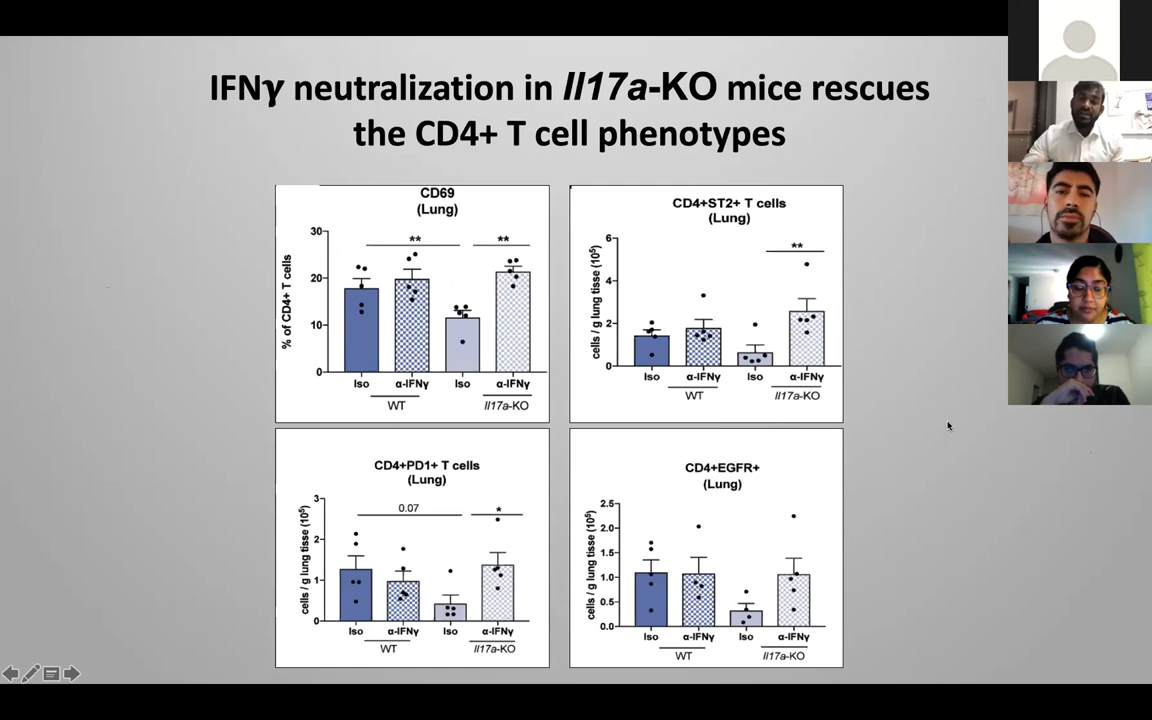 IFNγ neutralization in Il17a-KO mice rescues
the CD4+ T cell phenotypes
CD69
(Lung)
% of CD4+ T cells
30
20
10
0
**
**
Iso
α-IFNγ
Iso
α-IFNγ
WT
Il17a-KO
CD4+ST2+ T cells
(Lung)
cells / g lung tisse (10⁵)
6
4
2
0
**
Iso
α-IFNγ
Iso
α-IFNγ
WT
Il17a-KO
CD4+PD1+ T cells
(Lung)
cells / g lung tisse (10⁵)
3
2
1
0
0.07
*
Iso
α-IFNγ
Iso
α-IFNγ
WT
Il17a-KO
CD4+EGFR+
(Lung)
cells / g lung tisse (10⁵)
2.5
2.0
1.5
1.0
0.5
0.0
Iso
α-IFNγ
Iso
α-IFNγ
WT
Il17a-KO